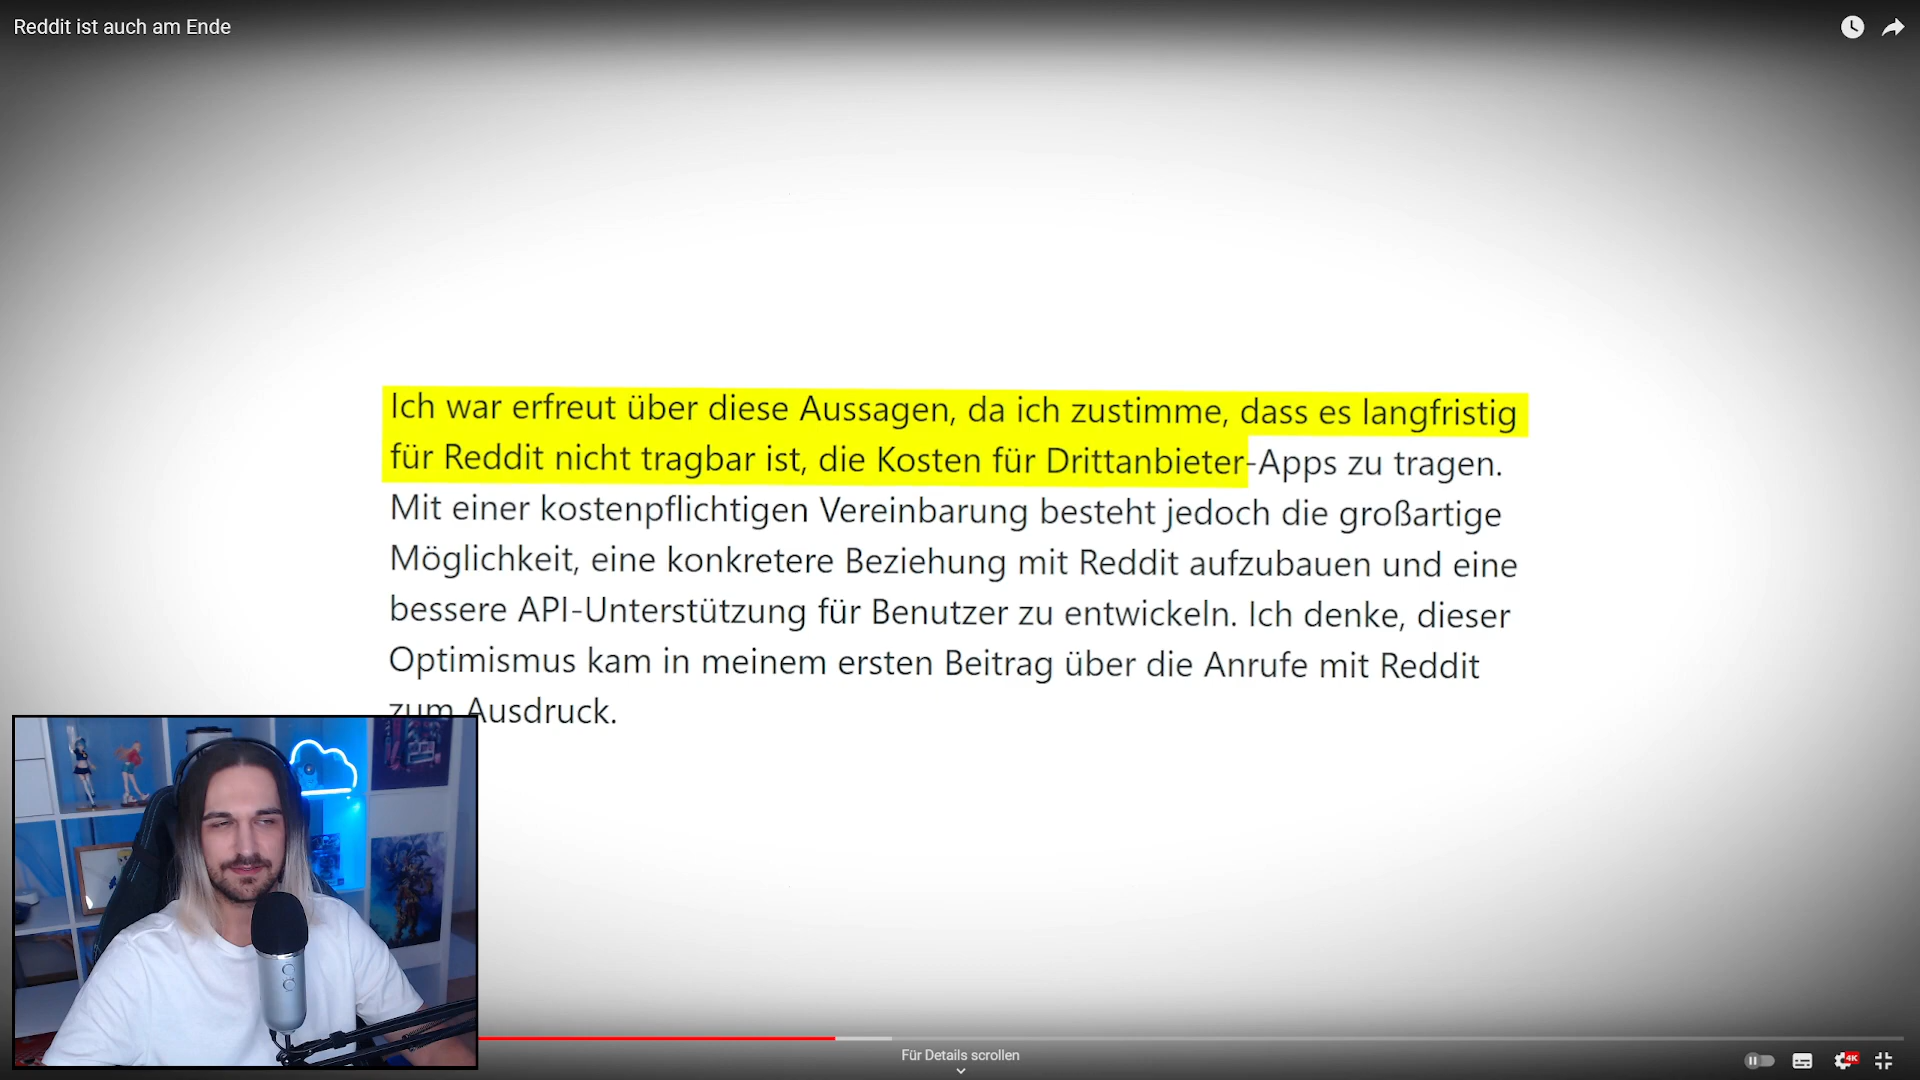 Reddit ist auch am Ende
Ich war erfreut über diese Aussagen, da ich zustimme, dass es langfristig
für Reddit nicht tragbar ist, die Kosten für Drittanbieter-Apps zu tragen.
Mit einer kostenpflichtigen Vereinbarung besteht jedoch die großartige
Möglichkeit, eine konkretere Beziehung mit Reddit aufzubauen und eine
bessere API-Unterstützung für Benutzer zu entwickeln. Ich denke, dieser
Optimismus kam in meinem ersten Beitrag über die Anrufe mit Reddit
zum Ausdruck.
Für Details scrollen
4K